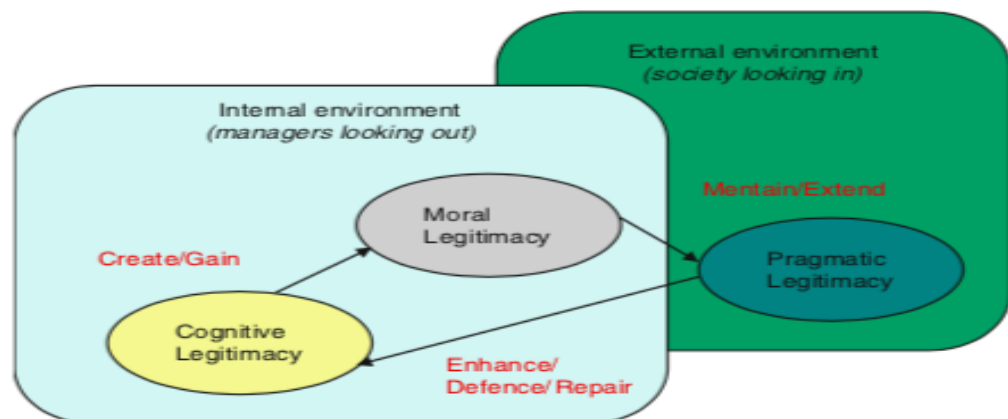 External environment
(society looking in)
Internal environment
(managers looking out)
Mentain/Extend
Moral
Legitimacy
Create/Gain
Pragmatic
Legitimacy
Cognitive
Legitimacy
Enhance/
Defence/ Repair